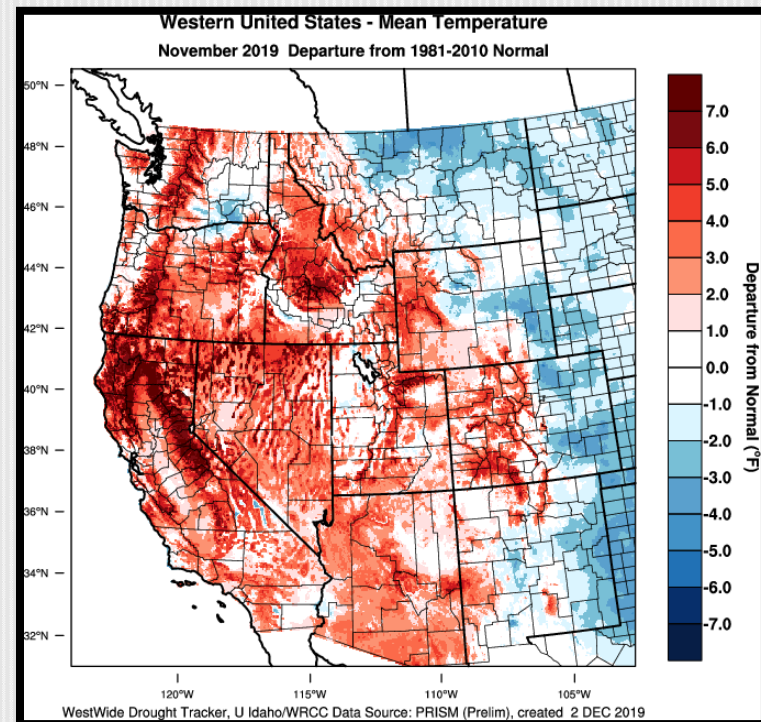 Western United States - Mean Temperature
November 2019 Departure from 1981-2010 Normal
50°N
48°N
46°N
44°N
42°N
40°N
38°N
36°N
34°N
32°N
120°W
115°W
110°W
105°W
7.0
6.0
5.0
4.0
3.0
2.0
1.0
0.0
-1.0
-2.0
-3.0
-4.0
-5.0
-6.0
-7.0
Departure from Normal (°F)
WestWide Drought Tracker, U Idaho/WRCC Data Source: PRISM (Prelim), created 2 DEC 2019